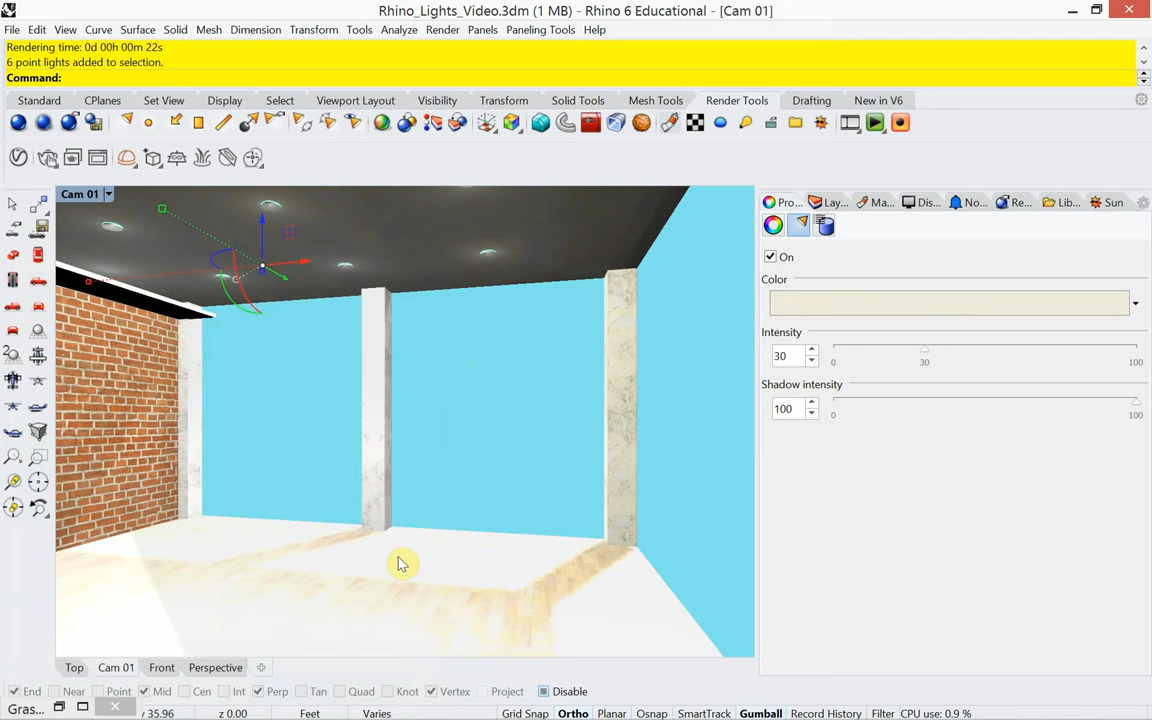 Rhino_Lights_Video.3dm (1 MB) - Rhino 6 Educational - [Cam 01]
File Edit View Curve Surface Solid Mesh Dimension Transform Tools Analyze Render Panels Paneling Tools Help
Rendering time: 0d 00h 00m 22s
6 point lights added to selection.
Command:
Standard CPlanes Set View Display Select Viewport Layout Visibility Transform Solid Tools Mesh Tools Render Tools Drafting New in V6
Cam 01
Pro... Lay... Ma... Dis... No... Re... Lib... Sun
On
Color
Intensity
30
0 30 100
Shadow intensity
100
0 100
Top Cam 01 Front Perspective
End Near Point Mid Cen Int Perp Tan Quad Knot Vertex Project Disable
Gras... y 35.96 z 0.00 Feet Varies Grid Snap Ortho Planar Osnap SmartTrack Gumball Record History Filter CPU use: 0.9 %